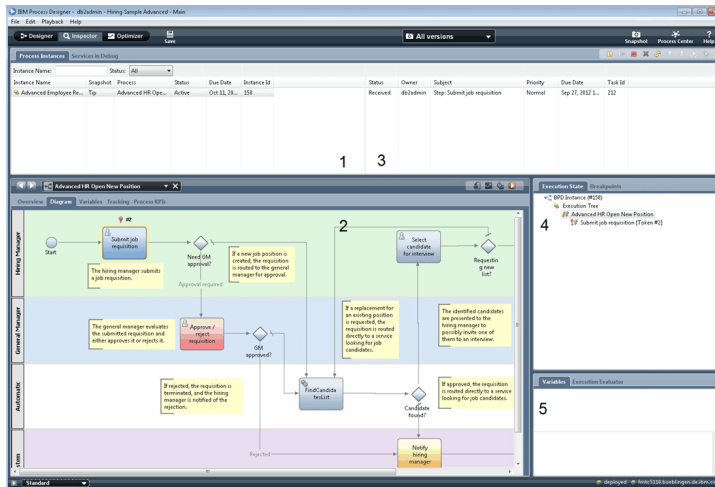 IBM Process Designer - db2admin - Hiring Sample Advanced - Main
File Edit Playback Help
Designer Inspector Optimizer
Save
All versions
Snapshot Process Center Help
Process Instances Services in Debug
Instance Name: Status: All
Instance Name Snapshot Process Status Due Date Instance Id
Advanced Employee Re... Tip Advanced HR Ope... Active Oct 11, 20... 158
Status Owner Subject Priority Due Date Task Id
Received db2admin Step: Submit job requisition Normal Sep 27, 2012 1... 212
1
3
Advanced HR Open New Position
Overview Diagram Variables Tracking Process KPIs
Hiring Manager
#2
Start
Submit job
requisition
The hiring manager submits
a job requisition.
Need GM
approval?
Approval required
If a new job position is
created, the requisition
is routed to the general
manager for approval.
2
Select
candidate
for interview
Requestin
g new
list?
General Manager
The general manager evaluates
the submitted requisition and
either approves it or rejects it.
Approve /
reject
requisition
GM
approved?
If a replacement for
an existing position
is requested, the
requisition is routed
directly to a service
looking for job
candidates.
The identified candidates
are presented to the
hiring manager to
possibly invite one of
them to an interview.
Automatic
If rejected, the requisition is
terminated, and the hiring
manager is notified of the
rejection.
FindCandida
tesList
Candidate
found?
If approved, the requisition
is routed directly to a service
looking for job candidates.
stem
Rejected
Notify
hiring
manager
Execution State Breakpoints
BPD Instance (#158)
Execution Tree
Advanced HR Open New Position
Submit job requisition [Token #2]
4
Variables Execution Evaluator
5
Standard
deployed fmtc5118.boeblingen.de.ibm.co